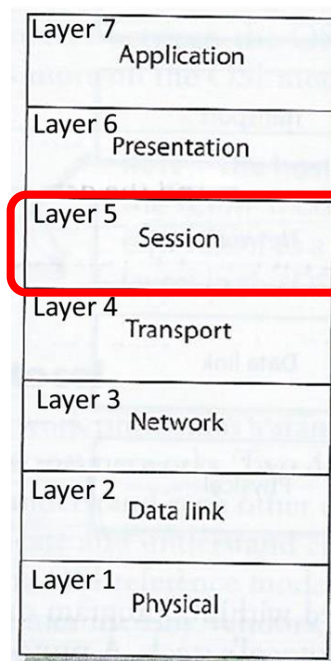 Layer 7
Application
Layer 6
Presentation
Layer 5
Session
Layer 4
Transport
Layer 3
Network
Layer 2
Data link
Layer 1
Physical